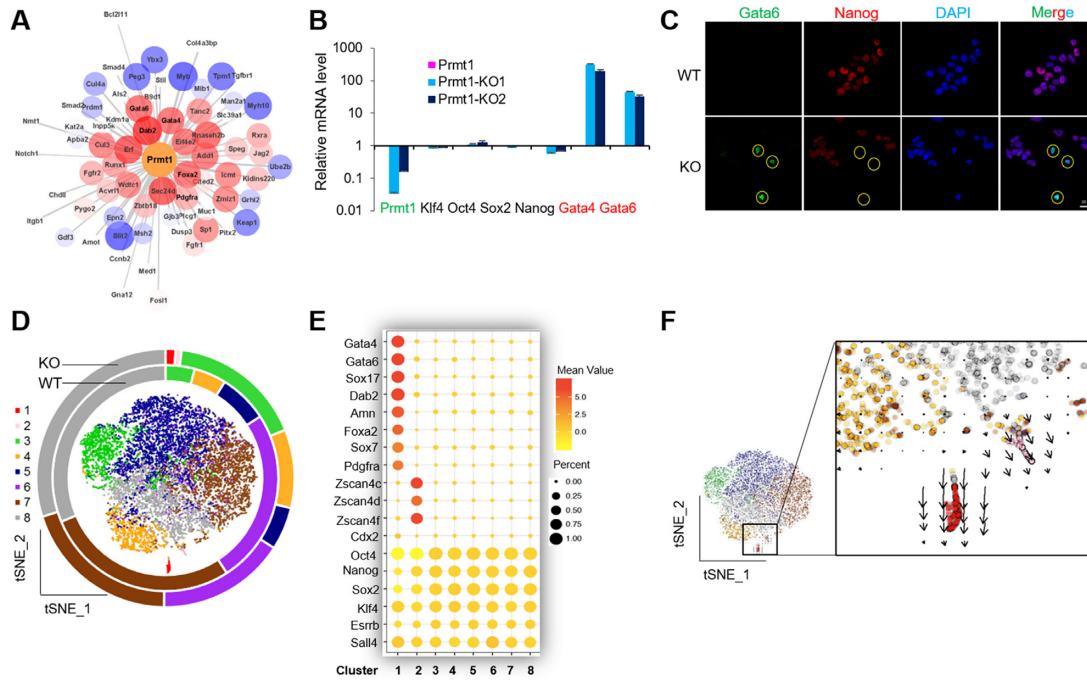 A
Bcl2l11
Ybx3
Col4a3bp
Smad4
Peg3
Stil
Myb
Tpm1
Tgfbr1
Cul4a
Als2
B9d1
Mib1
Man2a1
Myh10
Smad2
Prdm1
Gata6
Gata4
Tanc2
Slc39a1
Nmt1
Kat2a
Inpp5k
Kdm1a
Dab2
Rnaseh2b
Rxra
Apba2
Eif4e2
Notch1
Cul3
Erf
Prmt1
Add1
Speg
Jag2
Runx1
Ube2b
Fgfr2
Foxa2
Icmt
Kidins220
Chd8
Acvrl1
Wdtc1
Sec24d
Cited2
Grhl2
Itgb1
Pygo2
Zbtb18
Pdgfra
Zmiz1
Epn2
Gjb3
Plcg1
Muc1
Keap1
Gdf3
Slit2
Msh2
Dusp3
Sp1
Pitx2
Amot
Ccnb2
Fgfr1
Med1
Gna12
Fosl1
B
Relative mRNA level
1000
100
10
1
0.1
0.01
Prmt1
Prmt1-KO1
Prmt1-KO2
Prmt1 Klf4 Oct4 Sox2 Nanog Gata4 Gata6
C
Gata6 Nanog DAPI Merge
WT
KO
D
KO
WT
1
2
3
4
5
6
7
8
tSNE_2
tSNE_1
E
Gata4
Gata6
Sox17
Dab2
Amn
Foxa2
Sox7
Pdgfra
Zscan4c
Zscan4d
Zscan4f
Cdx2
Oct4
Nanog
Sox2
Klf4
Esrrb
Sall4
Cluster 1 2 3 4 5 6 7 8
Mean Value
5.0
2.5
0.0
Percent
0.00
0.25
0.50
0.75
1.00
F
tSNE_2
tSNE_1